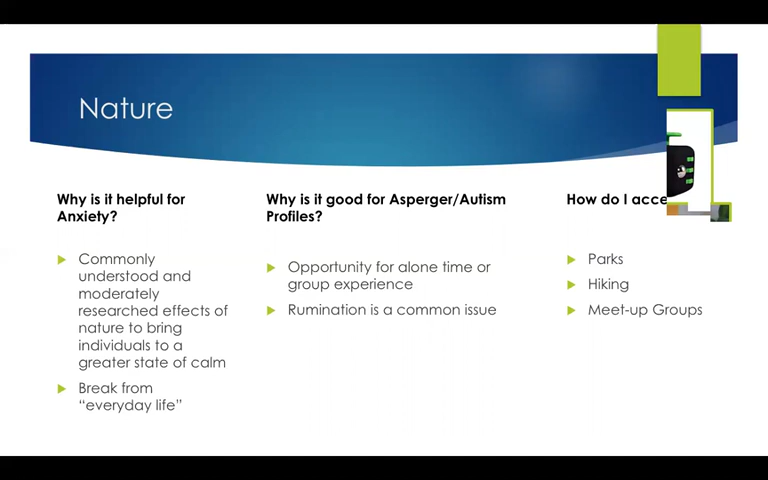 Nature
Why is it helpful for
Anxiety?
Commonly
understood and
moderately
researched effects of
nature to bring
individuals to a
greater state of calm
Break from
“everyday life”
Why is it good for Asperger/Autism
Profiles?
Opportunity for alone time or
group experience
Rumination is a common issue
How do I
Parks
Hiking
Meet-up Groups